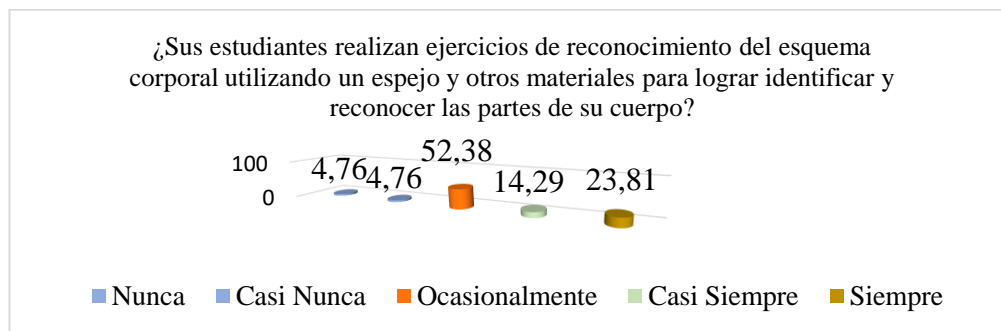 ¿Sus estudiantes realizan ejercicios de reconocimiento del esquema
corporal utilizando un espejo y otros materiales para lograr identificar y
reconocer las partes de su cuerpo?
100
0
4,76
4,76
52,38
14,29
23,81
Nunca
Casi Nunca
Ocasionalmente
Casi Siempre
Siempre